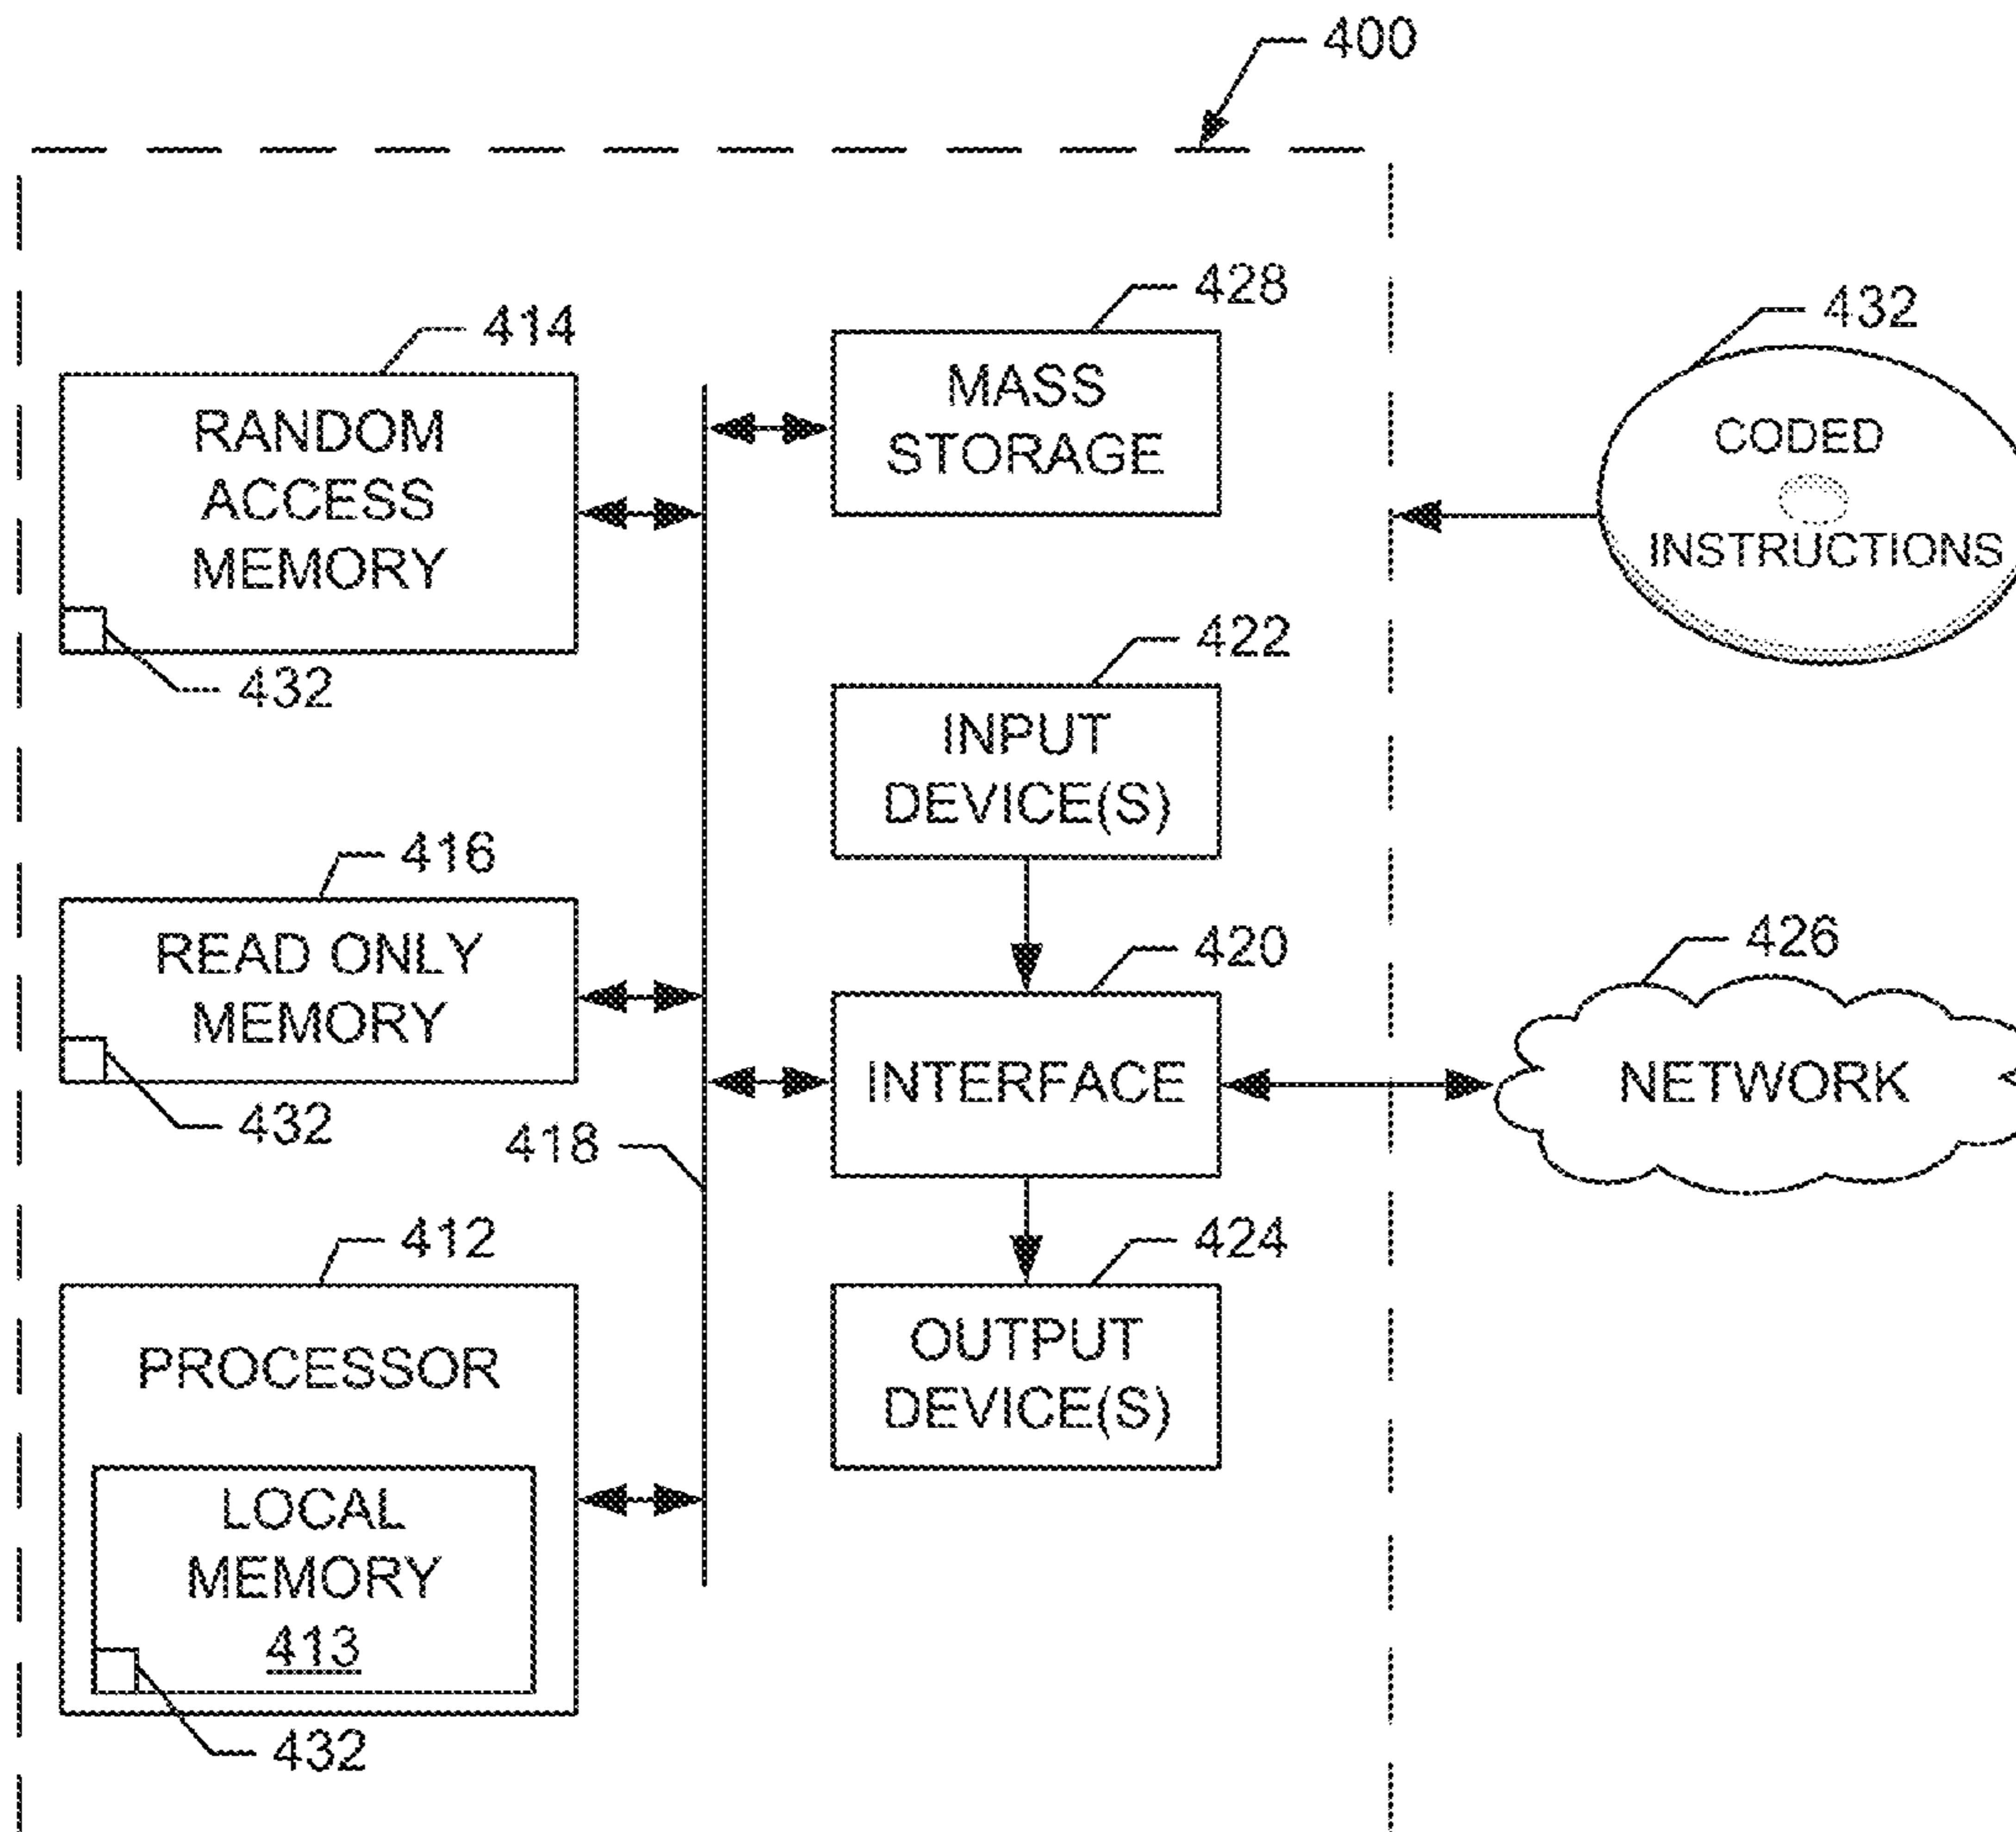 400
428
MASS
STORAGE
414
RANDOM
ACCESS
MEMORY
432
432
CODED
INSTRUCTIONS
422
INPUT
DEVICE(S)
416
READ ONLY
MEMORY
432
418
420
INTERFACE
426
NETWORK
412
PROCESSOR
LOCAL
MEMORY
413
432
424
OUTPUT
DEVICE(S)